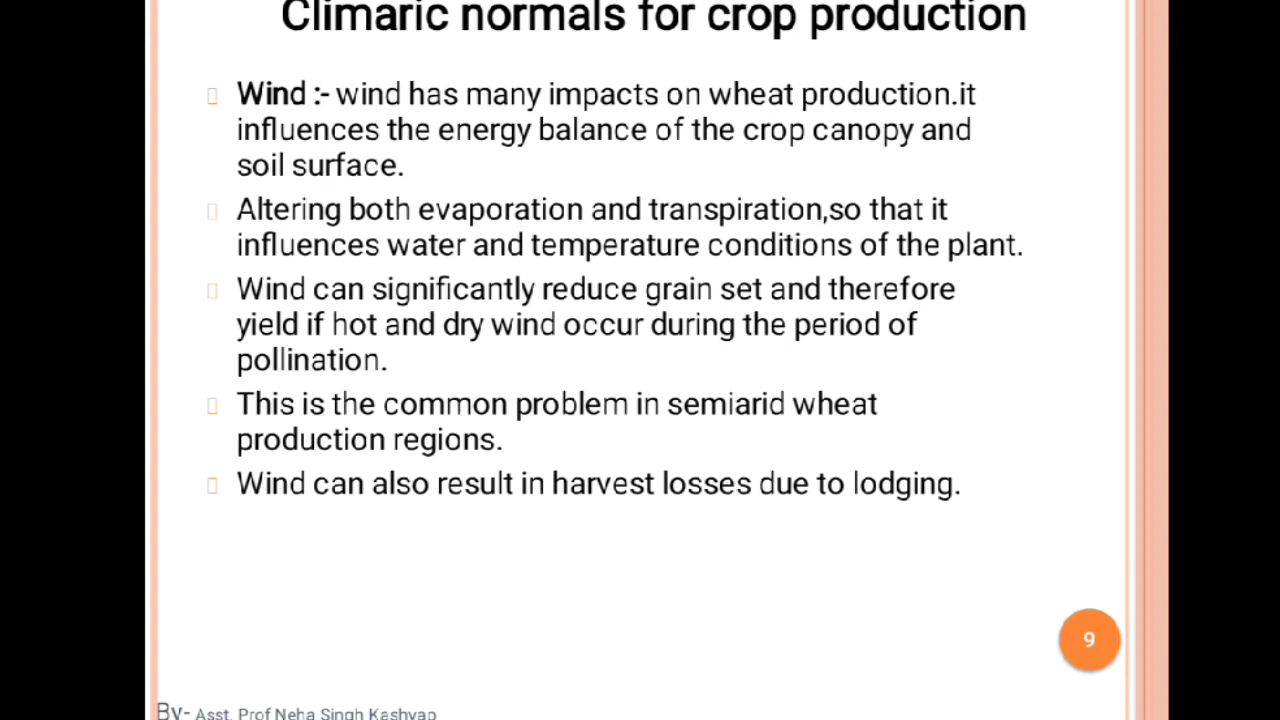 Climaric normals for crop production
Wind :- wind has many impacts on wheat production.it
influences the energy balance of the crop canopy and
soil surface.
Altering both evaporation and transpiration,so that it
influences water and temperature conditions of the plant.
Wind can significantly reduce grain set and therefore
yield if hot and dry wind occur during the period of
pollination.
This is the common problem in semiarid wheat
production regions.
Wind can also result in harvest losses due to lodging.
9
By- Asst. Prof Neha Singh Kashyap